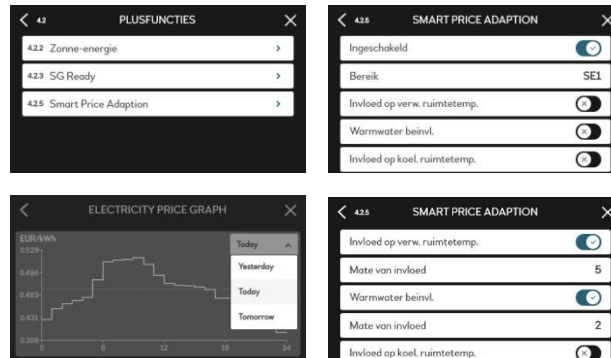 4.2
PLUSFUNCTIES
4.2.2 Zonne-energie
4.2.3 SG Ready
4.2.5 Smart Price Adaption
4.2.5
SMART PRICE ADAPTION
Ingeschakeld
Bereik
SE1
Invloed op verw. ruimtetemp.
Warmwater beinvl.
Invloed op koel. ruimtetemp.
ELECTRICITY PRICE GRAPH
EUR/kWh
Today
0.528
Yesterday
0.496
Today
0.463
Tomorrow
0.431
0.398
0
6
12
18
24
4.2.5
SMART PRICE ADAPTION
Invloed op verw. ruimtetemp.
Mate van invloed
5
Warmwater beinvl.
Mate van invloed
2
Invloed op koel. ruimtetemp.